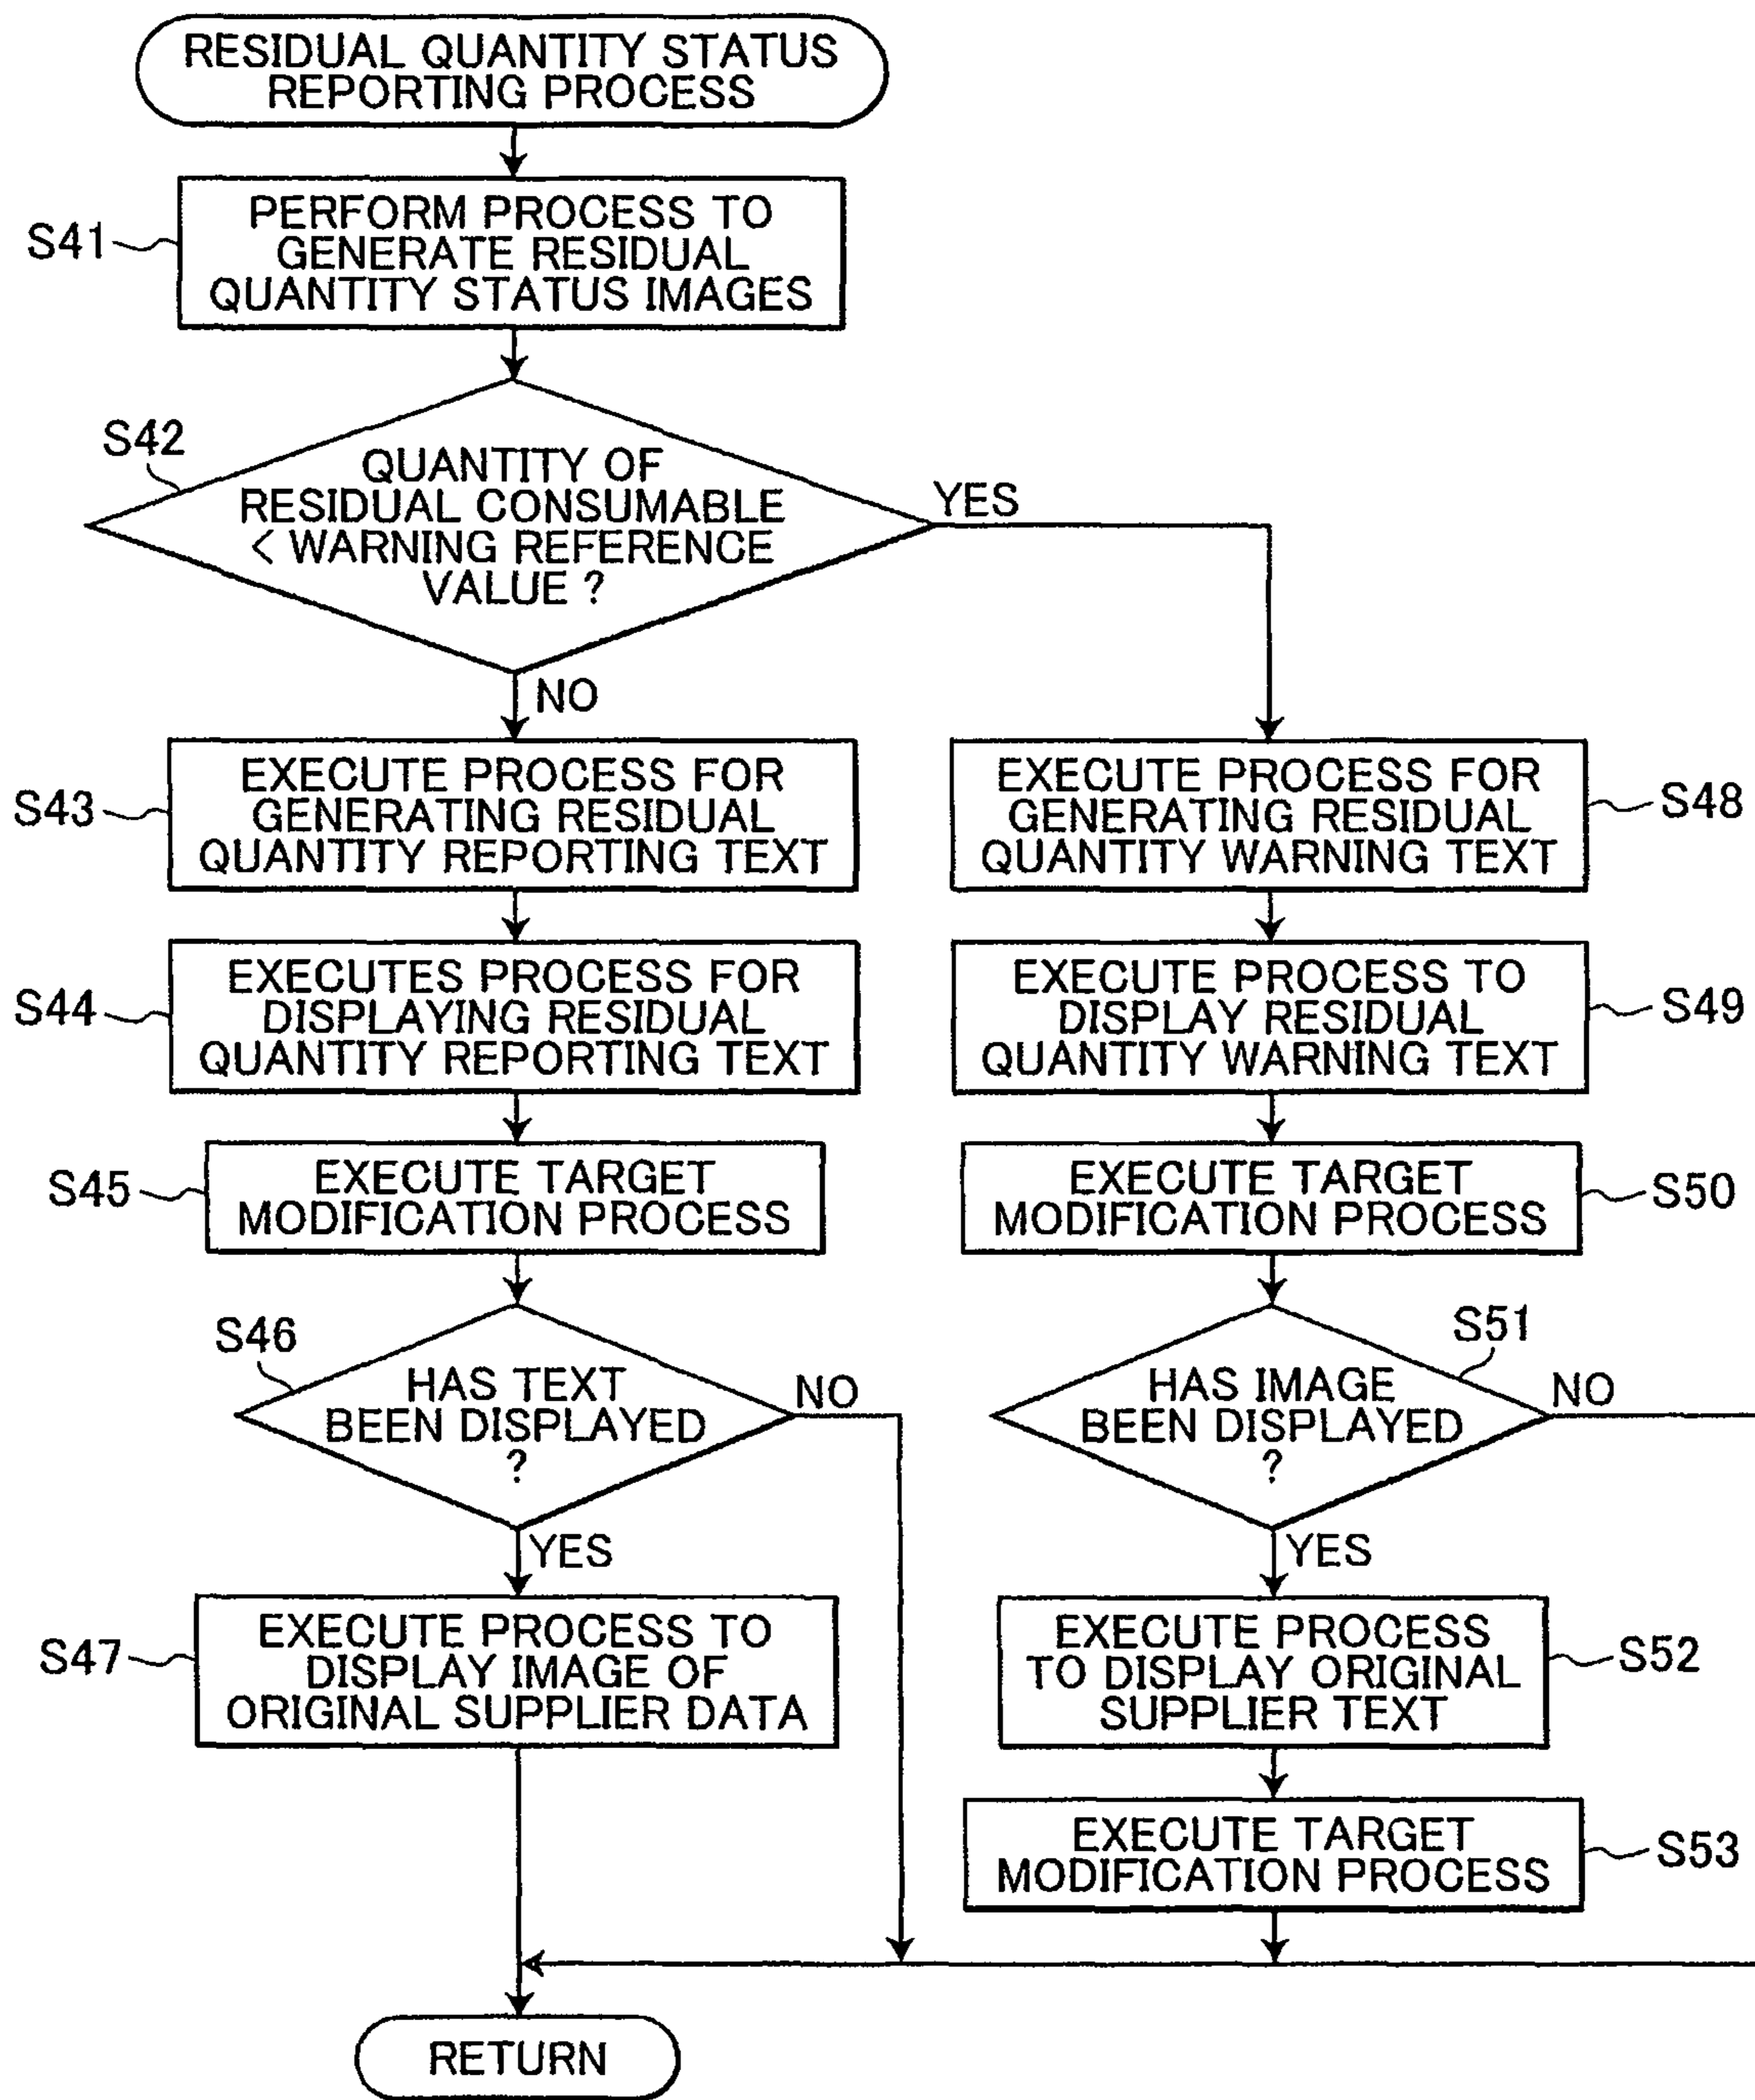 RESIDUAL QUANTITY STATUS
REPORTING PROCESS
S41
PERFORM PROCESS TO
GENERATE RESIDUAL
QUANTITY STATUS IMAGES
S42
QUANTITY OF
RESIDUAL CONSUMABLE
< WARNING REFERENCE
VALUE ?
YES
NO
S43
EXECUTE PROCESS FOR
GENERATING RESIDUAL
QUANTITY REPORTING TEXT
EXECUTE PROCESS FOR
GENERATING RESIDUAL
QUANTITY WARNING TEXT
S48
S44
EXECUTES PROCESS FOR
DISPLAYING RESIDUAL
QUANTITY REPORTING TEXT
EXECUTE PROCESS TO
DISPLAY RESIDUAL
QUANTITY WARNING TEXT
S49
S45
EXECUTE TARGET
MODIFICATION PROCESS
EXECUTE TARGET
MODIFICATION PROCESS
S50
S46
HAS TEXT
BEEN DISPLAYED
?
NO
YES
S51
HAS IMAGE
BEEN DISPLAYED
?
NO
YES
S47
EXECUTE PROCESS TO
DISPLAY IMAGE OF
ORIGINAL SUPPLIER DATA
EXECUTE PROCESS
TO DISPLAY ORIGINAL
SUPPLIER TEXT
S52
EXECUTE TARGET
MODIFICATION PROCESS
S53
RETURN